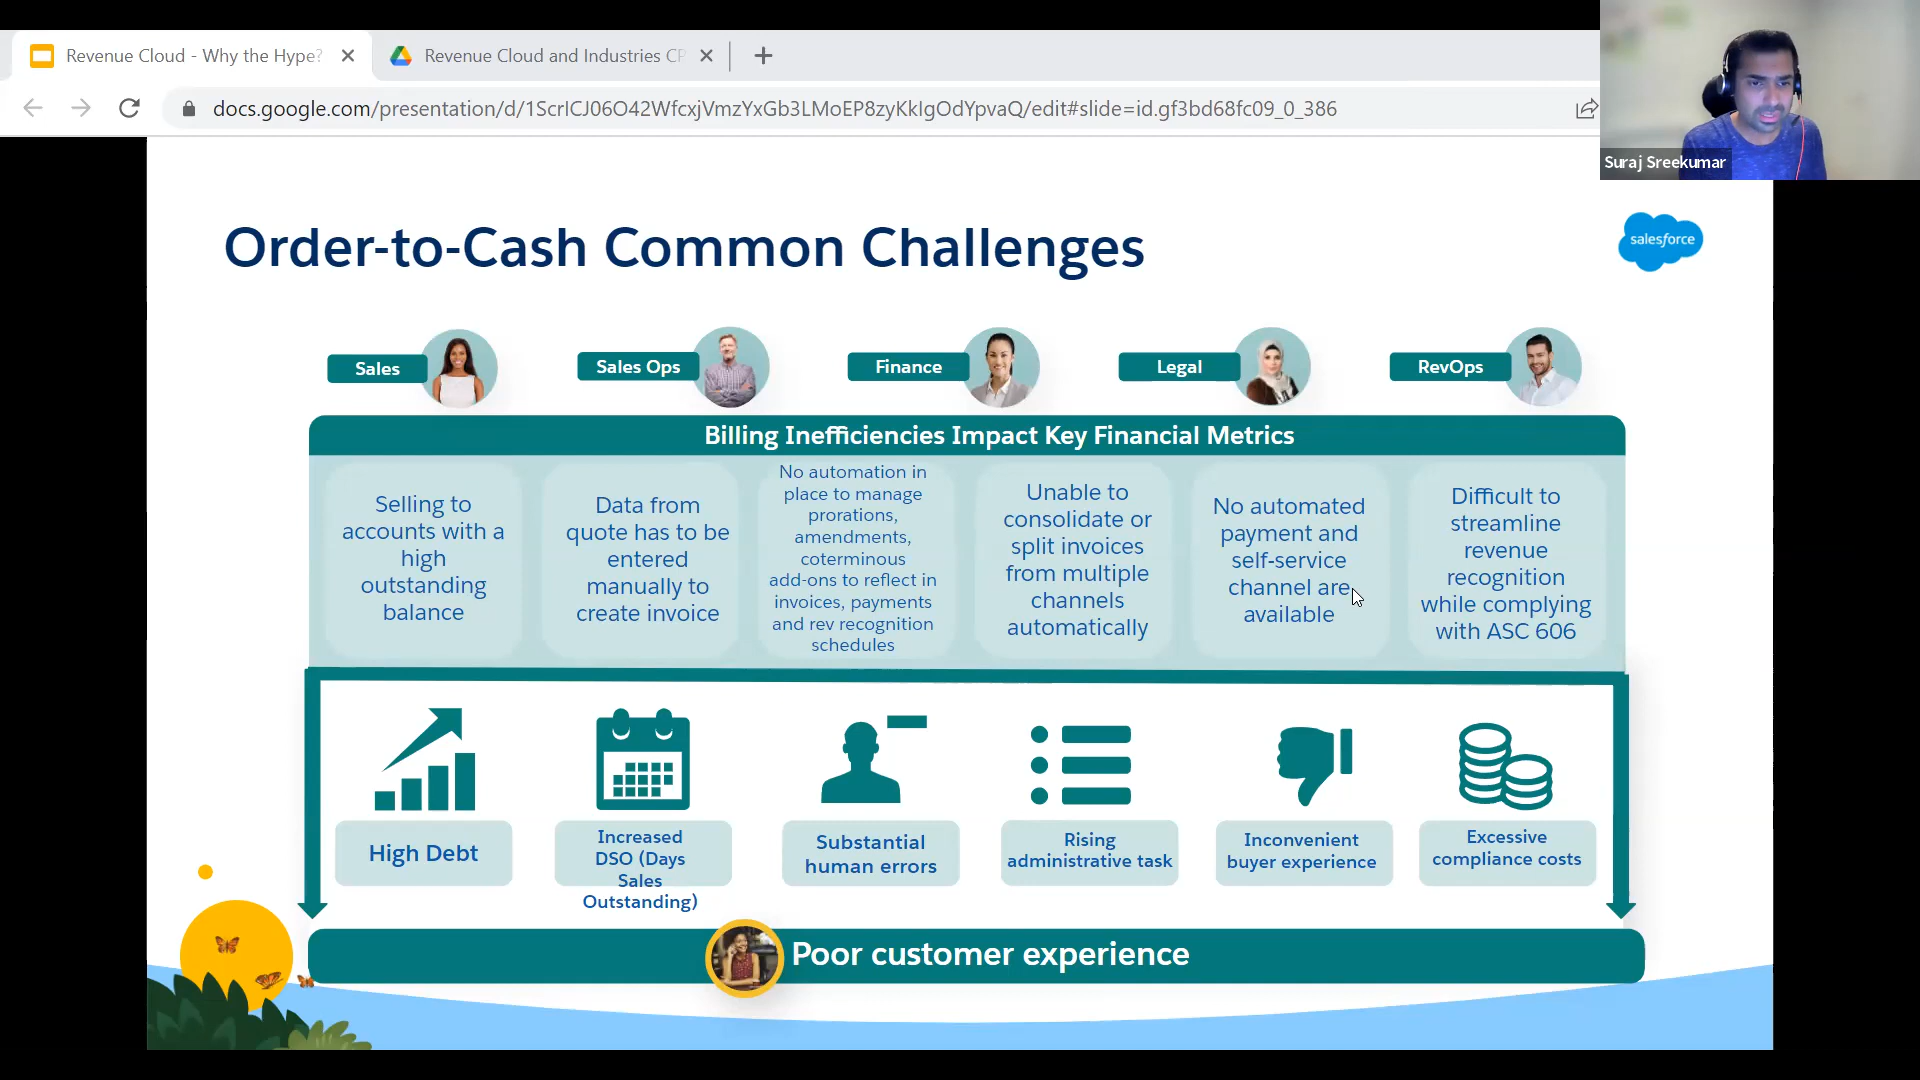 Revenue Cloud - Why the Hype?
Revenue Cloud and Industries CP
docs.google.com/presentation/d/1ScrICJ06O42WfcxjVmzYxGb3LMoEP8zyKkIgOdYpvaQ/edit#slide=id.gf3bd68fc09_0_386
Suraj Sreekumar
Order-to-Cash Common Challenges
salesforce
Sales
Sales Ops
Finance
Legal
RevOps
Billing Inefficiencies Impact Key Financial Metrics
Selling to
accounts with a
high
outstanding
balance
Data from
quote has to be
entered
manually to
create invoice
No automation in
place to manage
prorations,
amendments,
coterminous
add-ons to reflect in
invoices, payments
and rev recognition
schedules
Unable to
consolidate or
split invoices
from multiple
channels
automatically
No automated
payment and
self-service
channel are
available
Difficult to
streamline
revenue
recognition
while complying
with ASC 606
High Debt
Increased
DSO (Days
Sales
Outstanding)
Substantial
human errors
Rising
administrative task
Inconvenient
buyer experience
Excessive
compliance costs
Poor customer experience